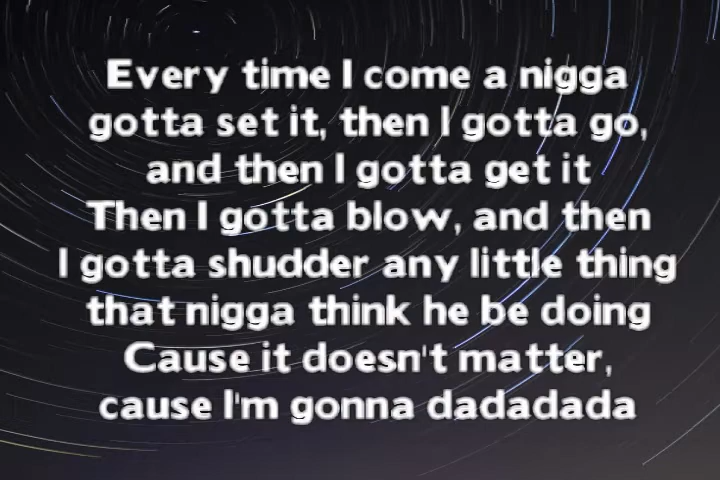 Every time I come a nigga
gotta set it, then I gotta go,
and then I gotta get it
Then I gotta blow, and then
I gotta shudder any little thing
that nigga think he be doing
Cause it doesn't matter,
cause I'm gonna dadadada